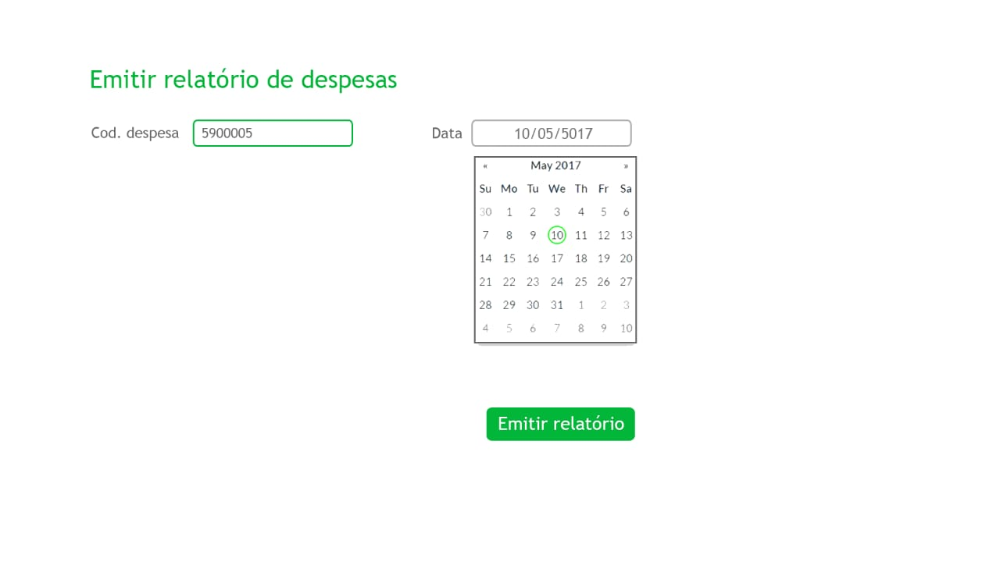 Emitir relatório de despesas
Cod. despesa 5900005 Data 10/05/5017
« May 2017 »
Su Mo Tu We Th Fr Sa
30 1 2 3 4 5 6
7 8 9 10 11 12 13
14 15 16 17 18 19 20
21 22 23 24 25 26 27
28 29 30 31 1 2 3
4 5 6 7 8 9 10
Emitir relatório